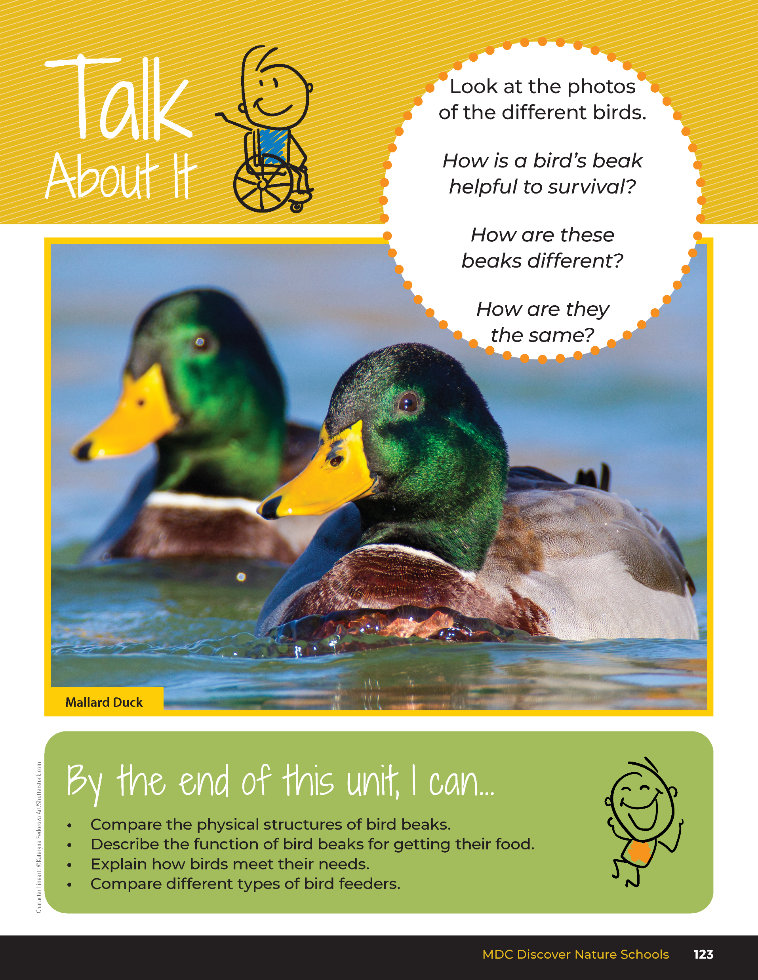 Talk
About It
Look at the photos
of the different birds.
How is a bird's beak
helpful to survival?
How are these
beaks different?
How are they
the same?
Mallard Duck
By the end of this unit, I can...
• Compare the physical structures of bird beaks.
• Describe the function of bird beaks for getting their food.
• Explain how birds meet their needs.
• Compare different types of bird feeders.
MDC Discover Nature Schools 123